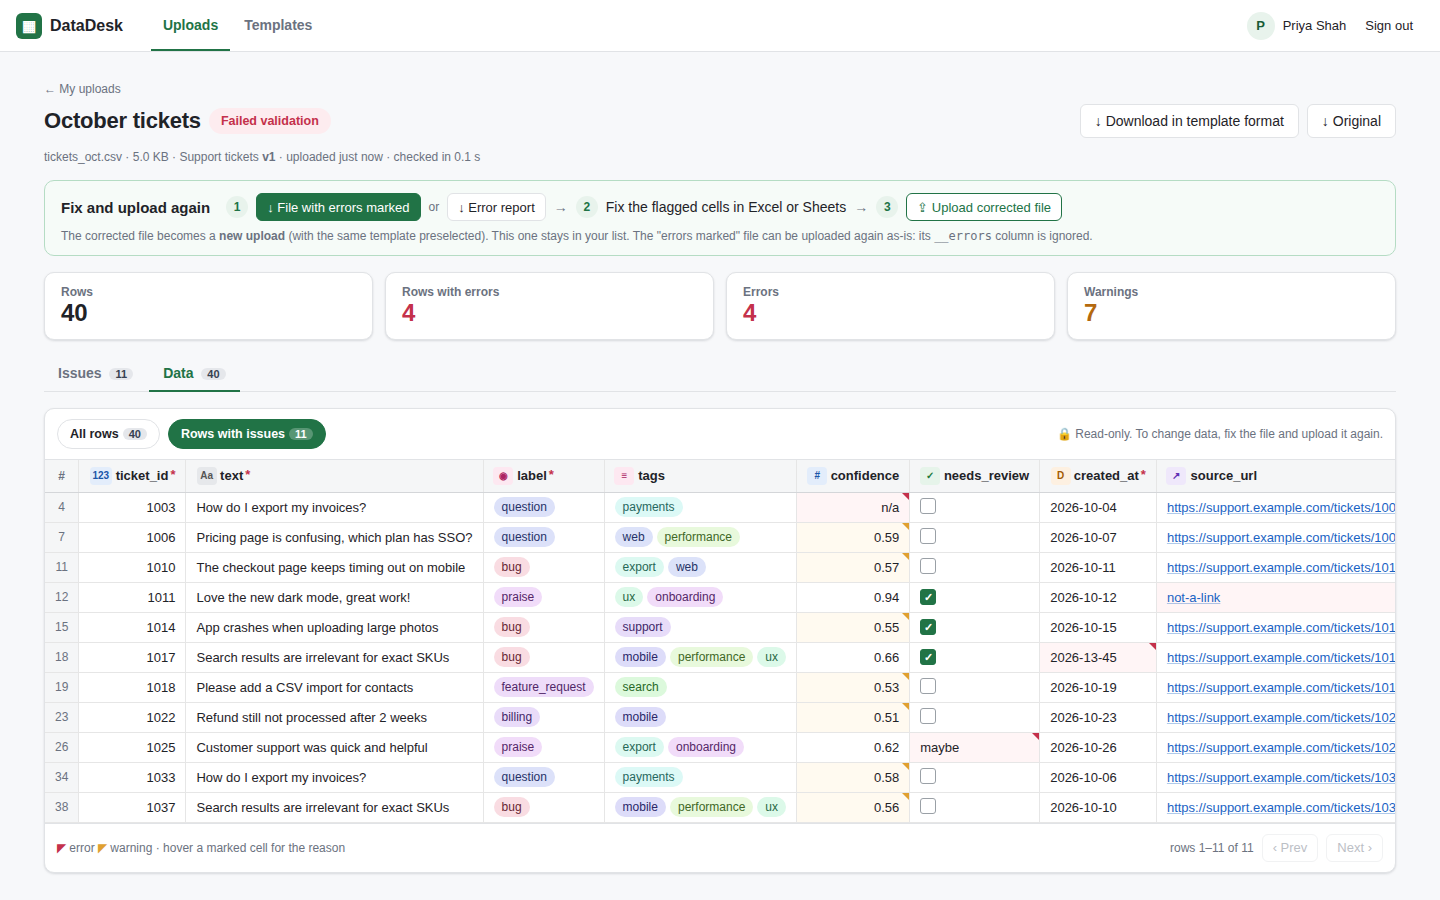 DataDesk Uploads Templates P Priya Shah Sign out
← My uploads
October tickets Failed validation ↓ Download in template format ↓ Original
tickets_oct.csv · 5.0 KB · Support tickets v1 · uploaded just now · checked in 0.1 s
Fix and upload again 1 ↓ File with errors marked or ↓ Error report → 2 Fix the flagged cells in Excel or Sheets → 3 ⇪ Upload corrected file
The corrected file becomes a new upload (with the same template preselected). This one stays in your list. The "errors marked" file can be uploaded again as-is: its __errors column is ignored.
Rows Rows with errors Errors Warnings
40 4 4 7
Issues 11 Data 40
All rows 40 Rows with issues 11 🔒 Read-only. To change data, fix the file and upload it again.
# 123 ticket_id* Aa text* ◉ label* ≡ tags # confidence ✓ needs_review D created_at* ↗ source_url
4 1003 How do I export my invoices? question payments n/a 2026-10-04 https://support.example.com/tickets/100
7 1006 Pricing page is confusing, which plan has SSO? question web performance 0.59 2026-10-07 https://support.example.com/tickets/100
11 1010 The checkout page keeps timing out on mobile bug export web 0.57 2026-10-11 https://support.example.com/tickets/101
12 1011 Love the new dark mode, great work! praise ux onboarding 0.94 ✓ 2026-10-12 not-a-link
15 1014 App crashes when uploading large photos bug support 0.55 ✓ 2026-10-15 https://support.example.com/tickets/101
18 1017 Search results are irrelevant for exact SKUs bug mobile performance ux 0.66 ✓ 2026-13-45 https://support.example.com/tickets/101
19 1018 Please add a CSV import for contacts feature_request search 0.53 2026-10-19 https://support.example.com/tickets/101
23 1022 Refund still not processed after 2 weeks billing mobile 0.51 2026-10-23 https://support.example.com/tickets/102
26 1025 Customer support was quick and helpful praise export onboarding 0.62 maybe 2026-10-26 https://support.example.com/tickets/102
34 1033 How do I export my invoices? question payments 0.58 2026-10-06 https://support.example.com/tickets/103
38 1037 Search results are irrelevant for exact SKUs bug mobile performance ux 0.56 2026-10-10 https://support.example.com/tickets/103
error warning · hover a marked cell for the reason rows 1–11 of 11 ‹ Prev Next ›